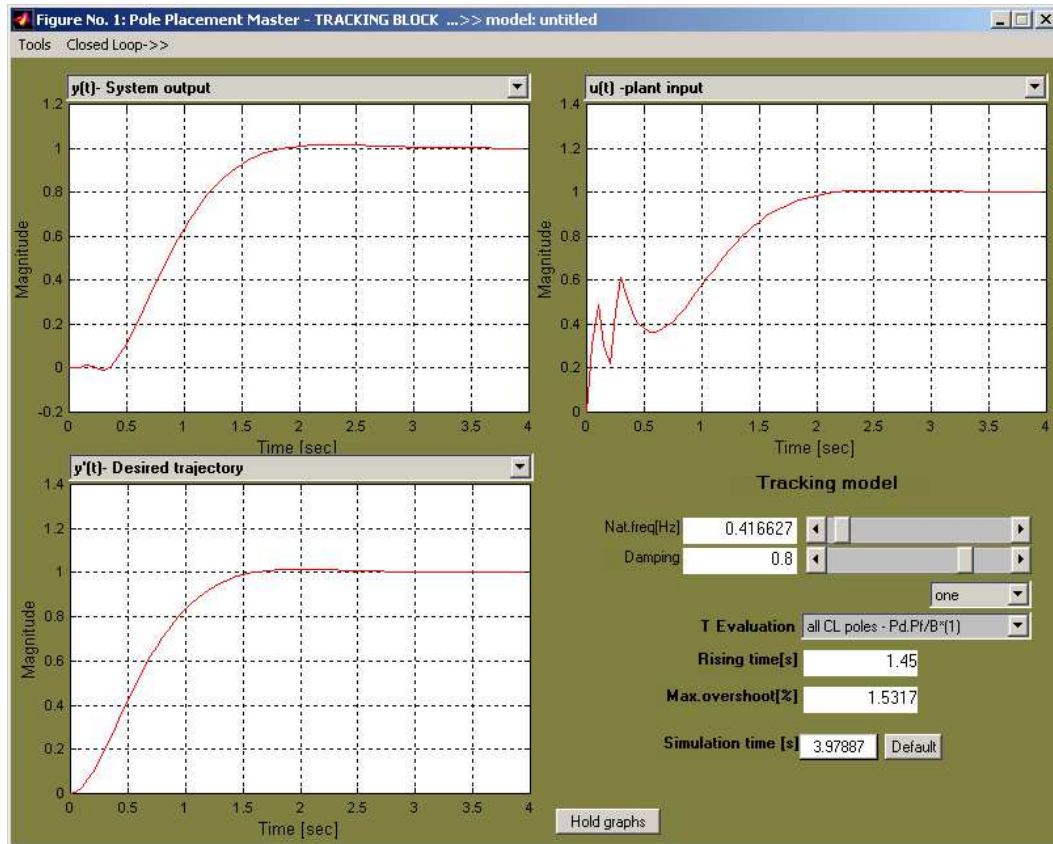 Figure No. 1: Pole Placement Master - TRACKING BLOCK ...>> model: untitled
Tools Closed Loop->>
y(t)- System output
1.2
1
0.8
0.6
0.4
0.2
0
-0.2
Magnitude
0 0.5 1 1.5 2 2.5 3 3.5 4
Time [sec]
u(t) -plant input
1.4
1.2
1
0.8
0.6
0.4
0.2
0
Magnitude
0 0.5 1 1.5 2 2.5 3 3.5 4
Time [sec]
y'(t)- Desired trajectory
1.4
1.2
1
0.8
0.6
0.4
0.2
0
Magnitude
0 0.5 1 1.5 2 2.5 3 3.5 4
Time [sec]
Tracking model
Nat.freq[Hz] 0.416627
Damping 0.8
one
T Evaluation all CL poles - Pd.Pf/B*(1)
Rising time[s] 1.45
Max.overshoot[%] 1.5317
Simulation time [s] 3.97887 Default
Hold graphs